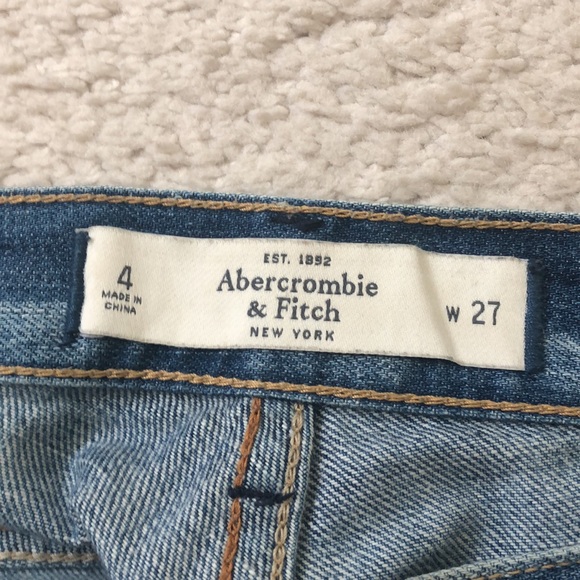 4
MADE IN
CHINA
EST. 1892
Abercrombie
& Fitch
NEW YORK
W 27